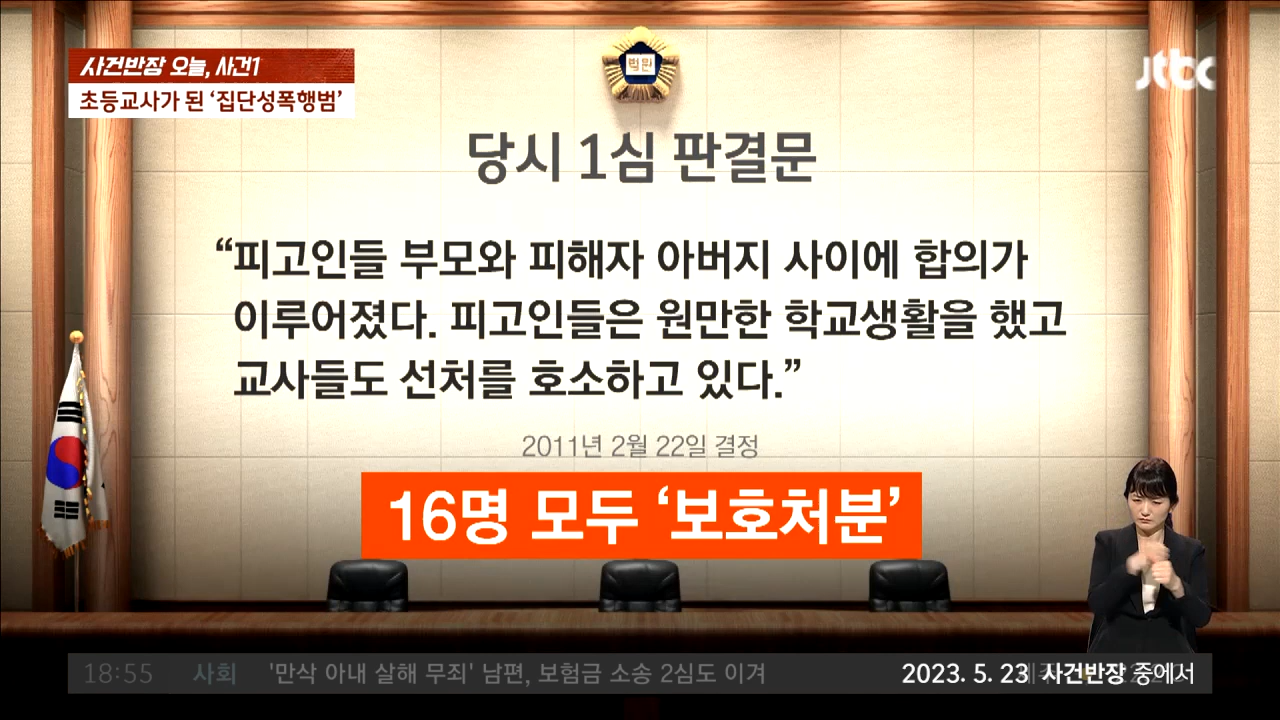 사건반장 오늘, 사건1
초등교사가 된 ‘집단성폭행범’
법원
jtbc
당시 1심 판결문
“피고인들 부모와 피해자 아버지 사이에 합의가
이루어졌다. 피고인들은 원만한 학교생활을 했고
교사들도 선처를 호소하고 있다.”
2011년 2월 22일 결정
16명 모두 ‘보호처분’
18:55 사회 '만삭 아내 살해 무죄' 남편, 보험금 소송 2심도 이겨
2023. 5. 23 사건반장 중에서